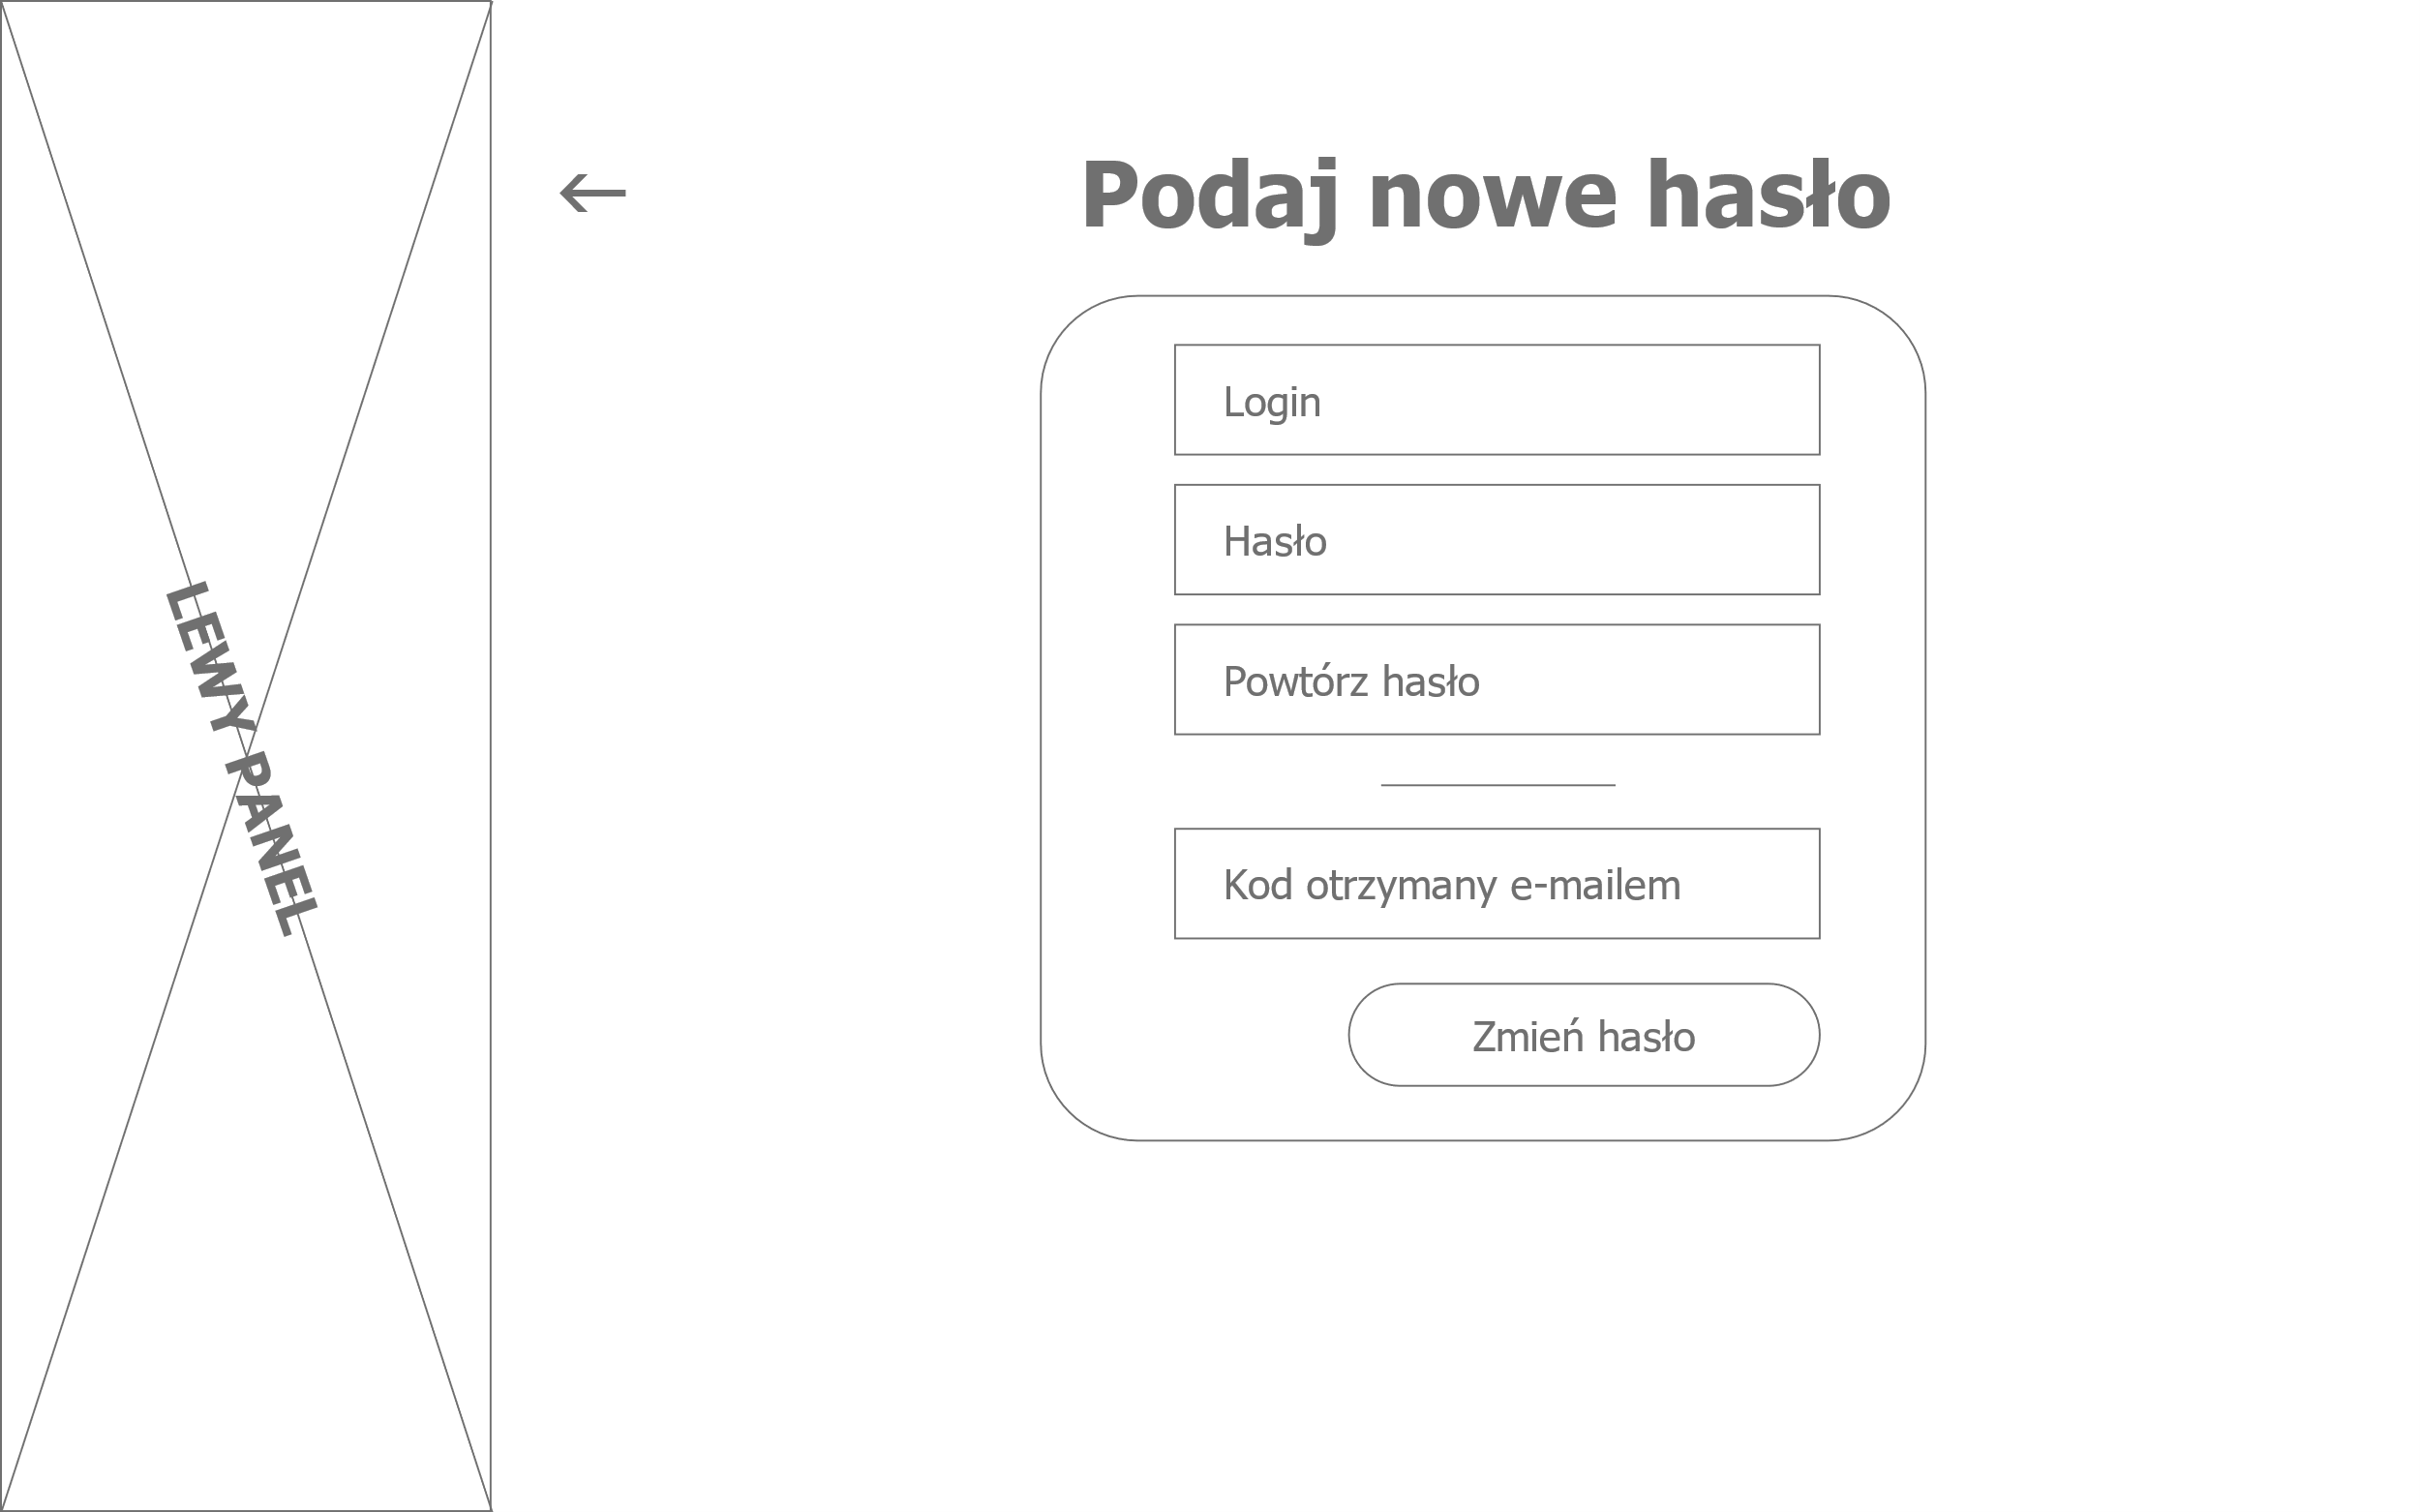 LEWY PANEL
←
Podaj nowe hasło
Login
Hasło
Powtórz hasło
Kod otrzymany e-mailem
Zmień hasło